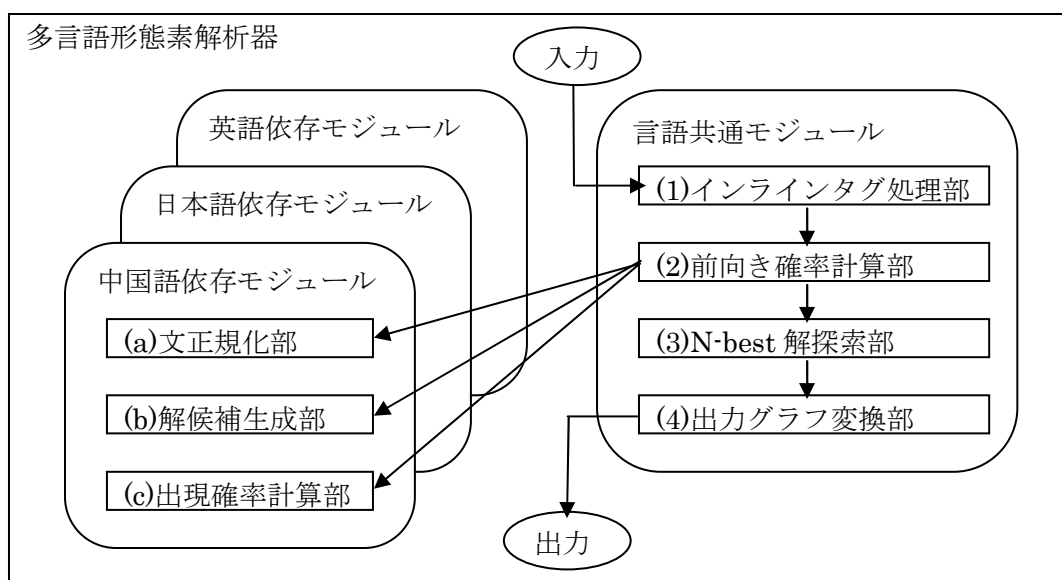 多言語形態素解析器
入力
英語依存モジュール
日本語依存モジュール
中国語依存モジュール
(a)文正規化部
(b)解候補生成部
(c)出現確率計算部
言語共通モジュール
(1)インラインタグ処理部
(2)前向き確率計算部
(3)N-best 解探索部
(4)出力グラフ変換部
出力